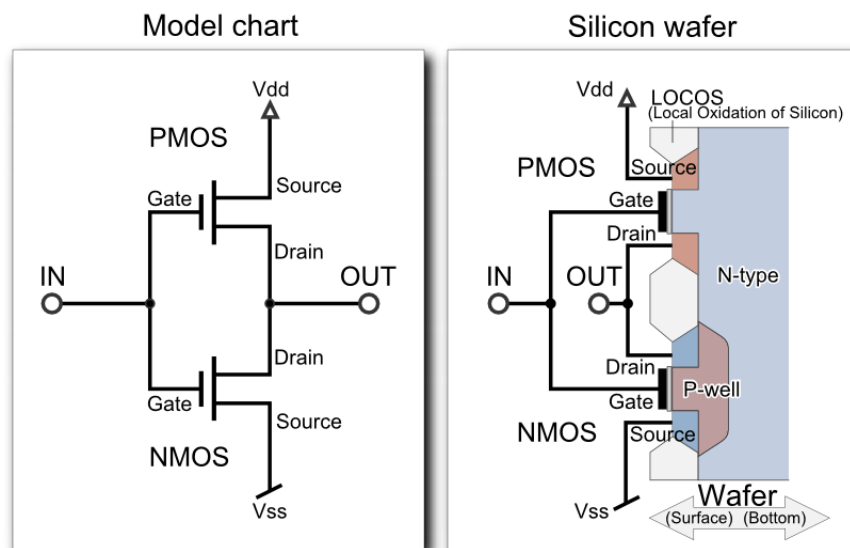 Model chart
Vdd
PMOS
Source
Gate
Drain
IN
OUT
Drain
Gate
Source
NMOS
Vss
Silicon wafer
Vdd
LOCOS
(Local Oxidation of Silicon)
PMOS
Source
Gate
Drain
IN
OUT
N-type
Drain
P-well
Gate
NMOS
Source
Wafer
Vss
(Surface) (Bottom)